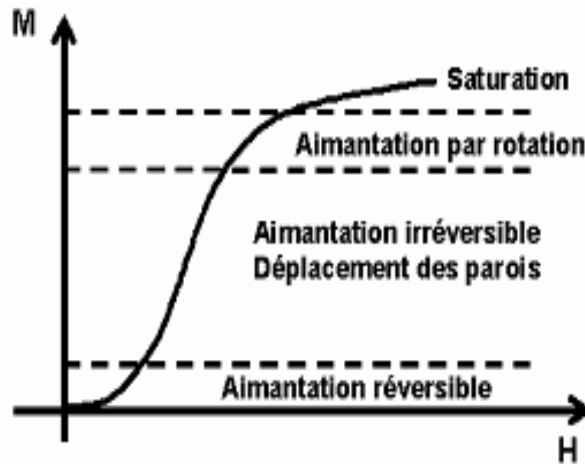 M
Saturation
Aimantation par rotation
Aimantation irréversible
Déplacement des parois
Aimantation réversible
H